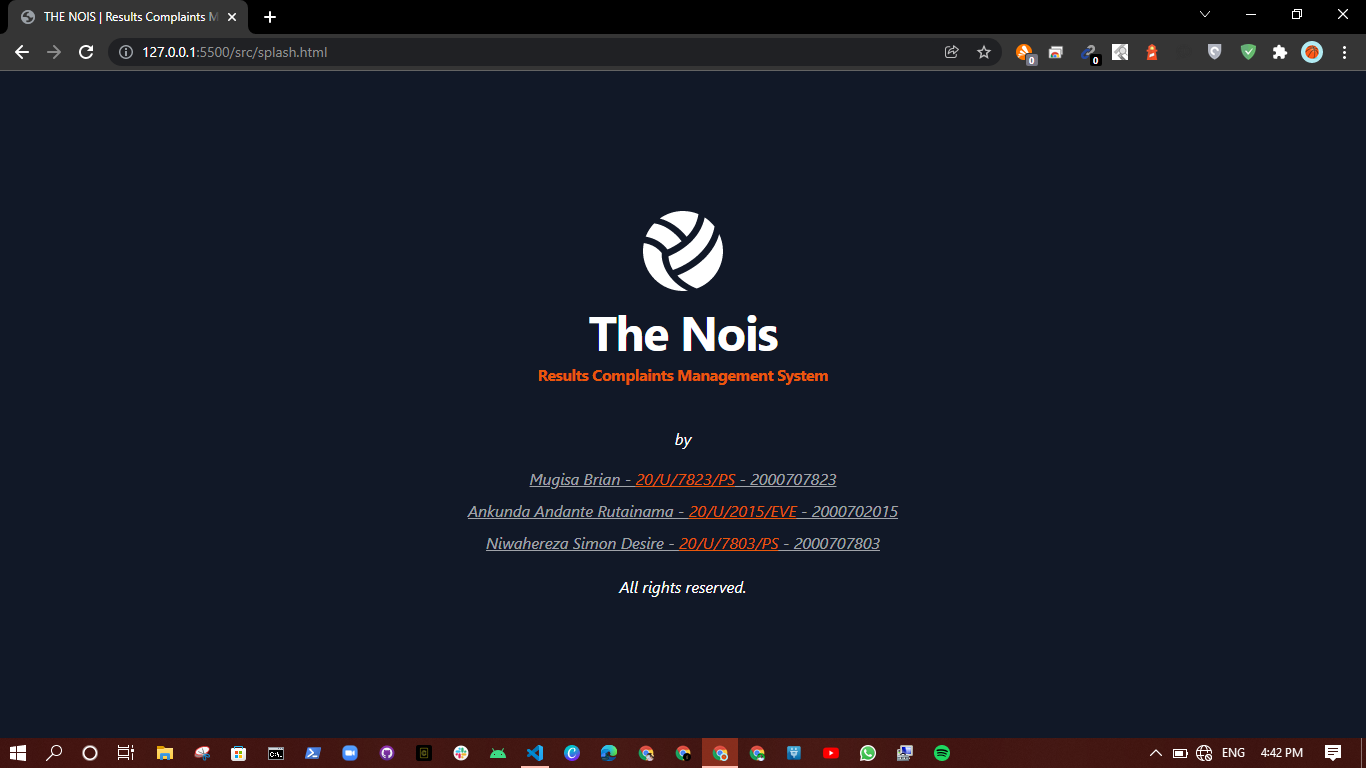 THE NOIS | Results Complaints M
127.0.0.1:5500/src/splash.html
0
0
The Nois
Results Complaints Management System
by
Mugisa Brian - 20/U/7823/PS - 2000707823
Ankunda Andante Rutainama - 20/U/2015/EVE - 2000702015
Niwahereza Simon Desire - 20/U/7803/PS - 2000707803
All rights reserved.
ENG
4:42 PM